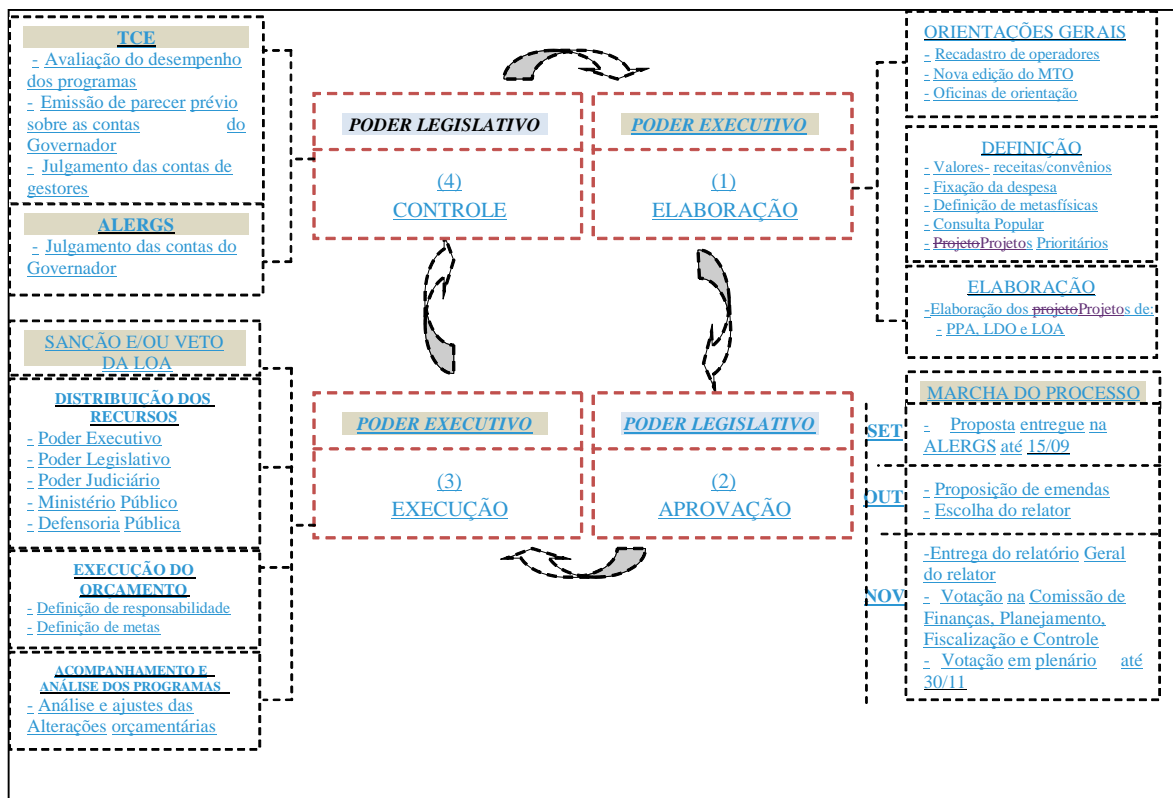 TCE
- Avaliação do desempenho
dos programas
- Emissão de parecer prévio
sobre as contas do
Governador
- Julgamento das contas de
gestores
ALERGS
- Julgamento das contas do
Governador
PODER LEGISLATIVO
(4)
CONTROLE
PODER EXECUTIVO
(1)
ELABORAÇÃO
ORIENTAÇÕES GERAIS
- Recadastro de operadores
- Nova edição do MTO
- Oficinas de orientação
DEFINIÇÃO
- Valores- receitas/convênios
- Fixação da despesa
- Definição de metasfísicas
- Consulta Popular
- ProjetoProjetos Prioritários
ELABORAÇÃO
-Elaboração dos projetoProjetos de:
- PPA, LDO e LOA
SANÇÃO E/OU VETO
DA LOA
DISTRIBUIÇÃO DOS
RECURSOS
- Poder Executivo
- Poder Legislativo
- Poder Judiciário
- Ministério Público
- Defensoria Pública
EXECUÇÃO DO
ORÇAMENTO
- Definição de responsabilidade
- Definição de metas
ACOMPANHAMENTO E
ANÁLISE DOS PROGRAMAS
- Análise e ajustes das
Alterações orçamentárias
PODER EXECUTIVO
(3)
EXECUÇÃO
PODER LEGISLATIVO
(2)
APROVAÇÃO
MARCHA DO PROCESSO
SET
- Proposta entregue na
ALERGS até 15/09
OUT
- Proposição de emendas
- Escolha do relator
NOV
-Entrega do relatório Geral
do relator
- Votação na Comissão de
Finanças, Planejamento,
Fiscalização e Controle
- Votação em plenário até
30/11